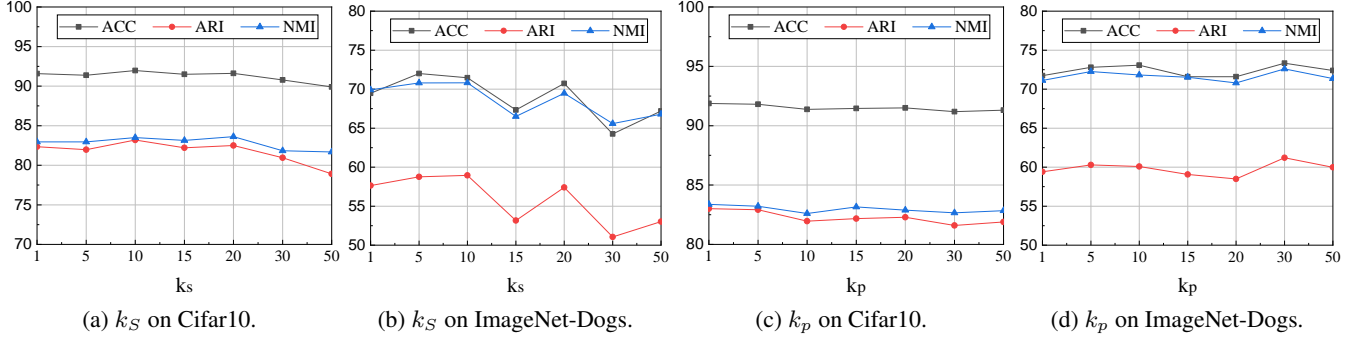 ACC ARI NMI
100
95
90
85
80
75
70
1 5 10 15 20 30 50
ks
(a) kS on Cifar10.
ACC ARI NMI
80
75
70
65
60
55
50
1 5 10 15 20 30 50
ks
(b) kS on ImageNet-Dogs.
ACC ARI NMI
100
95
90
85
80
1 5 10 15 20 30 50
kp
(c) kp on Cifar10.
ACC ARI NMI
80
75
70
65
60
55
50
1 5 10 15 20 30 50
kp
(d) kp on ImageNet-Dogs.